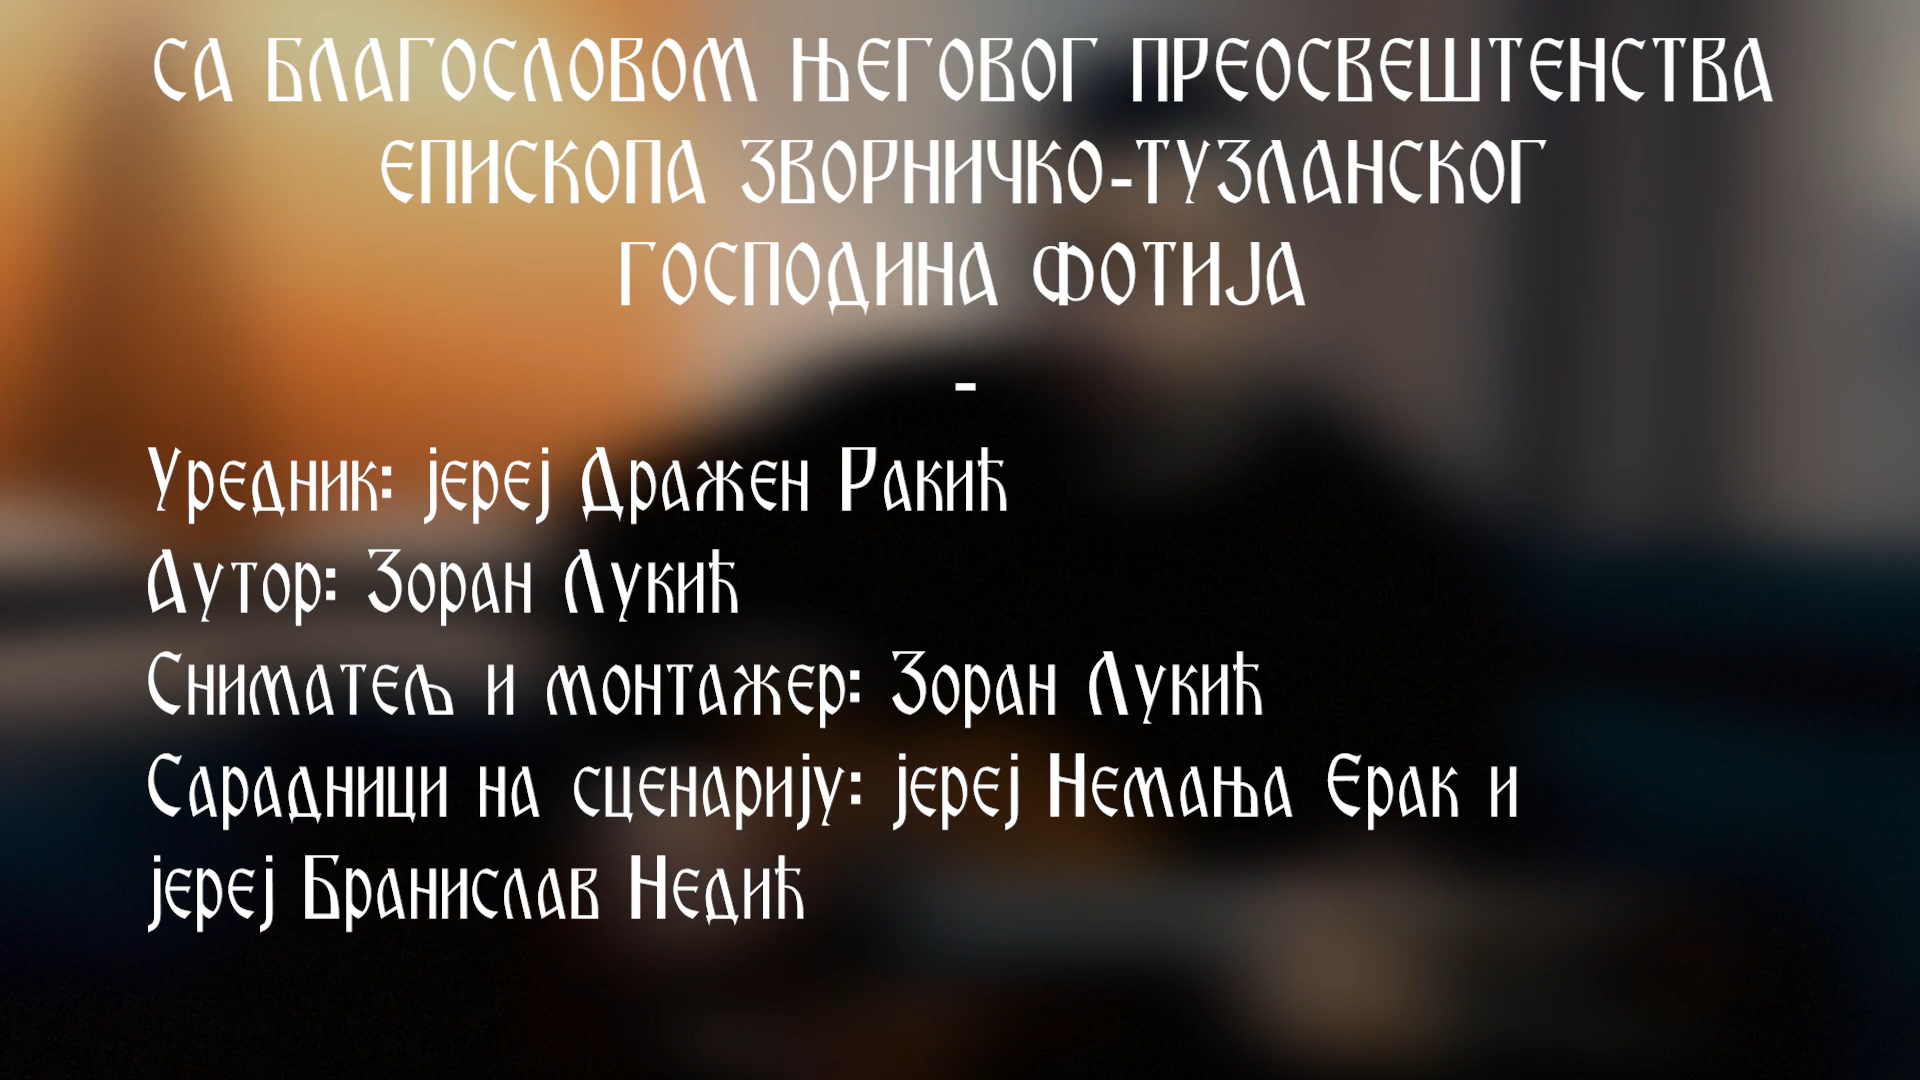 СА БЛАГОСЛОВОМ ЊЕГОВОГ ПРЕОСВЕШТЕНСТВА
ЕПИСКОПА ЗВОРНИЧКО-ТУЗЛАНСКОГ
ГОСПОДИНА ФОТИЈА
-
Уредник: јереј Дражен Ракић
Аутор: Зоран Лукић
Сниматељ и монтажер: Зоран Лукић
Сарадници на сценарију: јереј Немања Ерак и
јереј Бранислав Недић